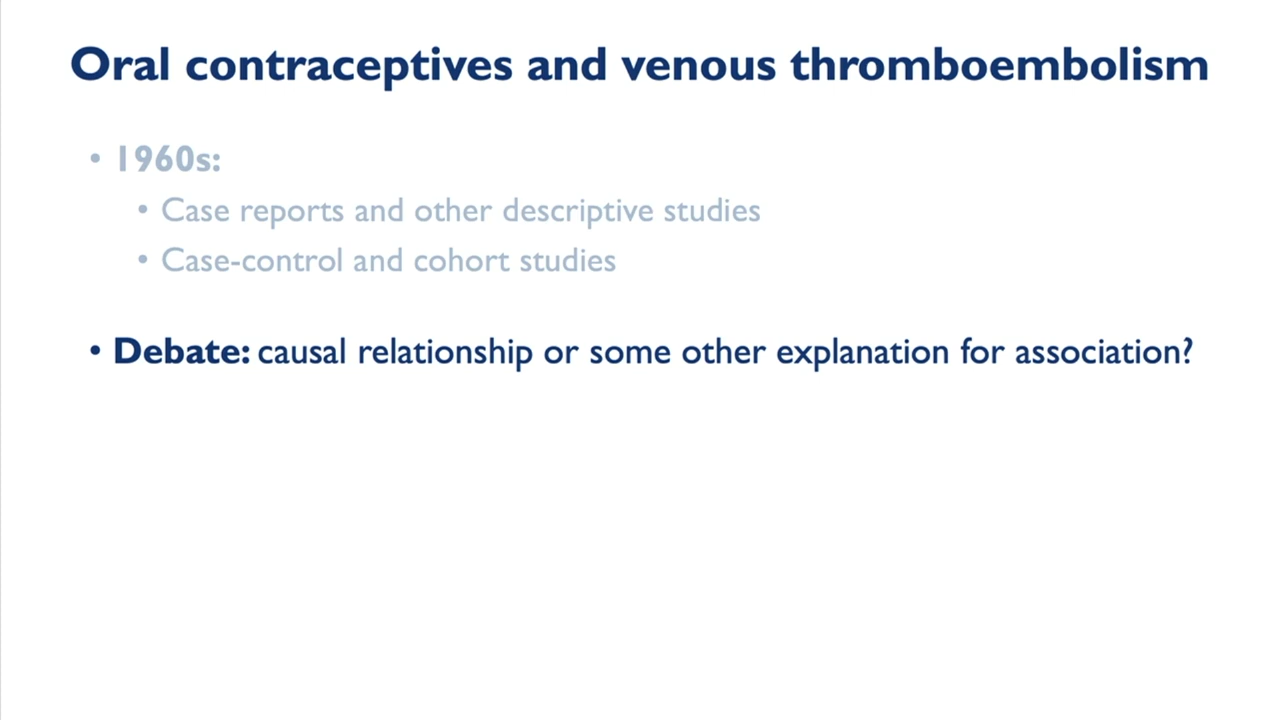 Oral contraceptives and venous thromboembolism
• 1960s:
• Case reports and other descriptive studies
• Case-control and cohort studies
• Debate: causal relationship or some other explanation for association?